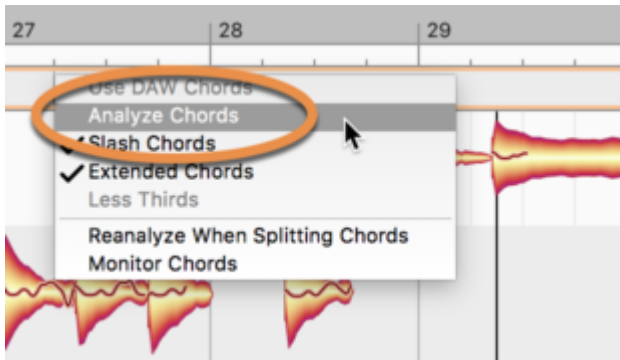 27 28 29
Use DAW Chords
Analyze Chords
Slash Chords
Extended Chords
Less Thirds
Reanalyze When Splitting Chords
Monitor Chords